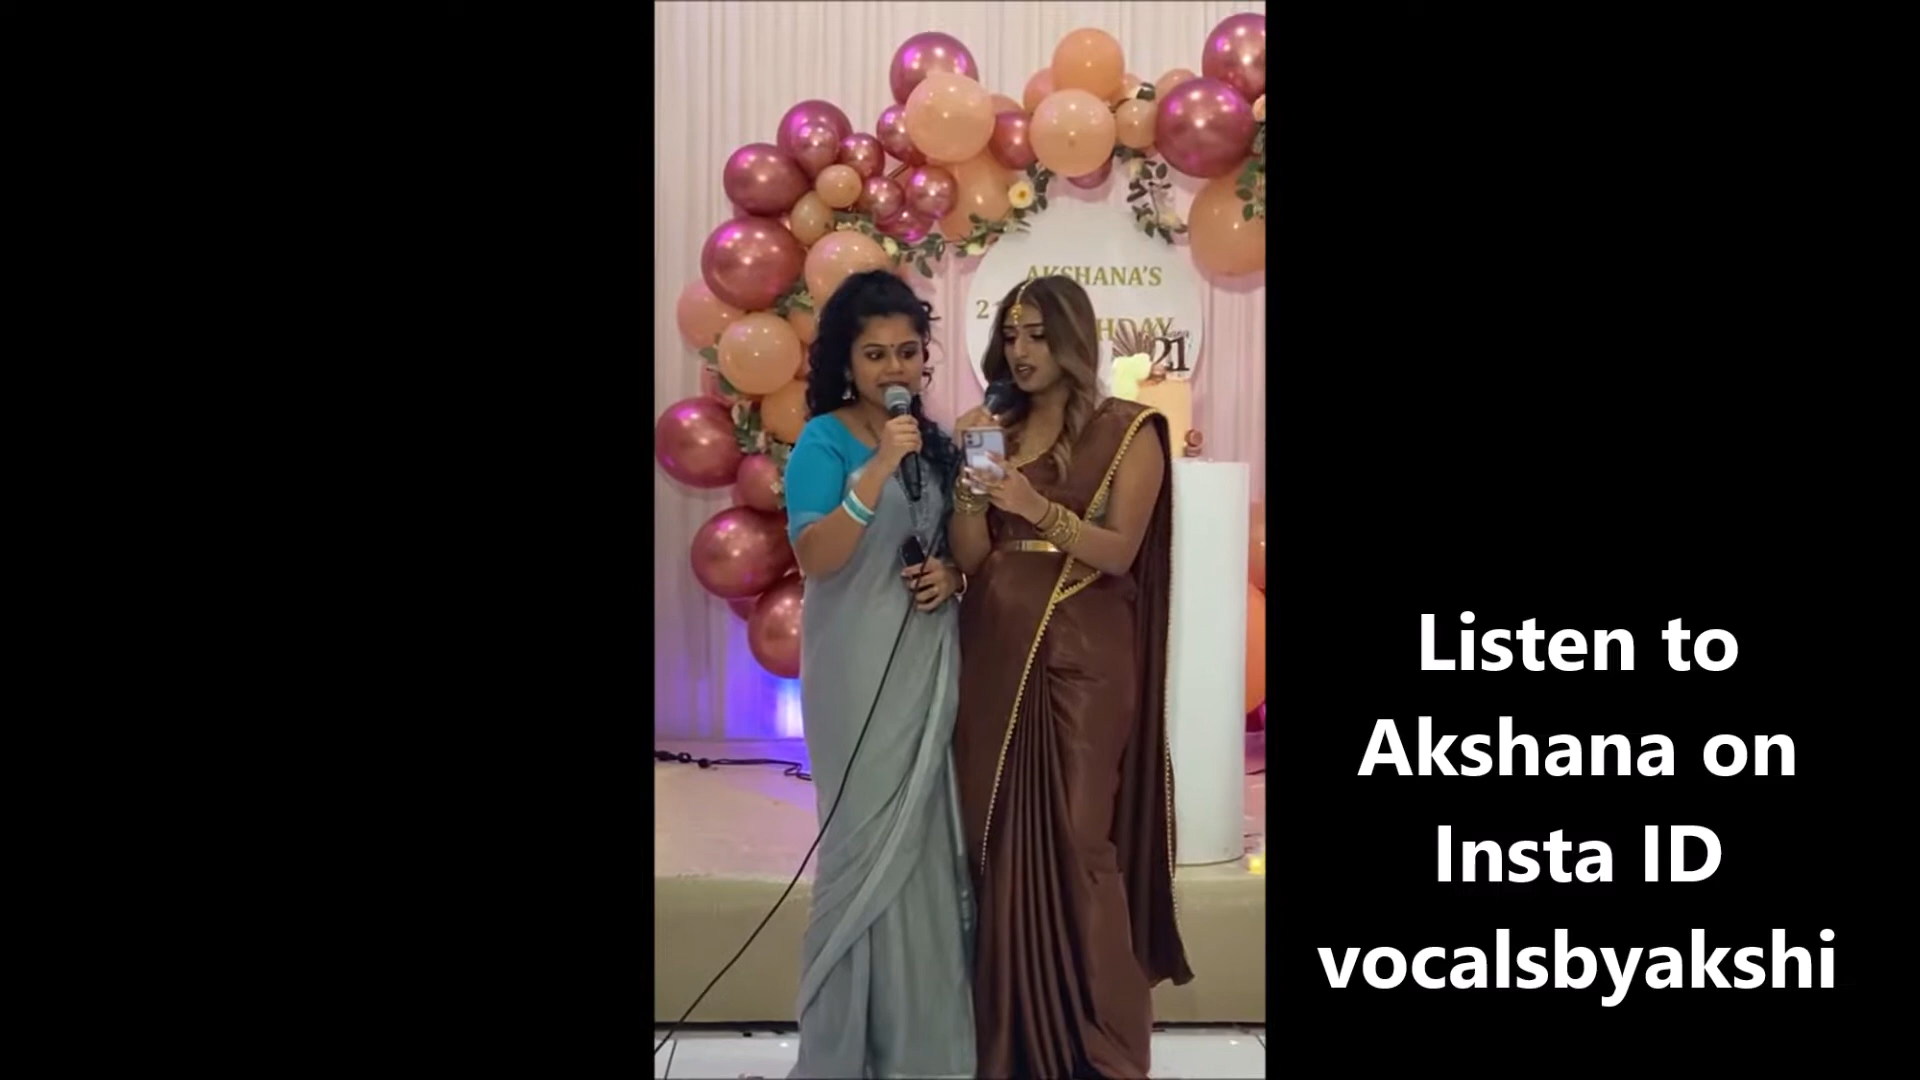 AKSHANA'S
21
Listen to
Akshana on
Insta ID
vocalsbyakshi